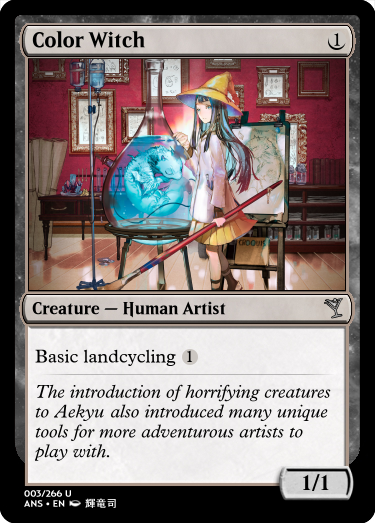 Color Witch 1
Creature — Human Artist
Basic landcycling 1
The introduction of horrifying creatures
to Aekyu also introduced many unique
tools for more adventurous artists to
play with.
1/1
003/266 U
ANS • EN 輝竜司